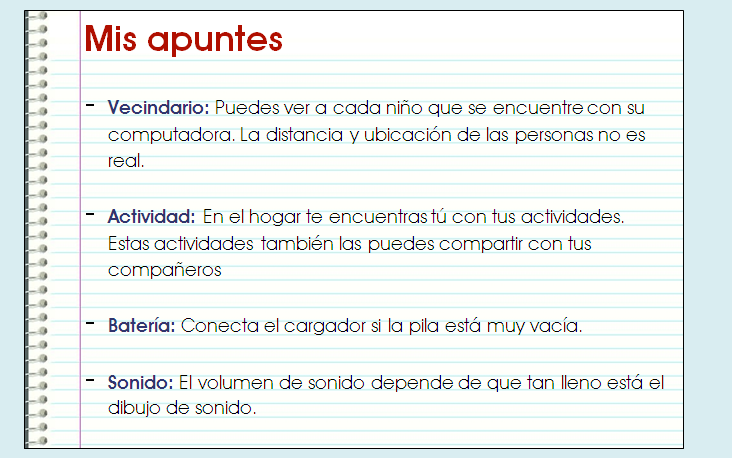 Mis apuntes
- Vecindario: Puedes ver a cada niño que se encuentre con su
computadora. La distancia y ubicación de las personas no es
real.
- Actividad: En el hogar te encuentras tú con tus actividades.
Estas actividades también las puedes compartir con tus
compañeros
- Batería: Conecta el cargador si la pila está muy vacía.
- Sonido: El volumen de sonido depende de que tan lleno está el
dibujo de sonido.